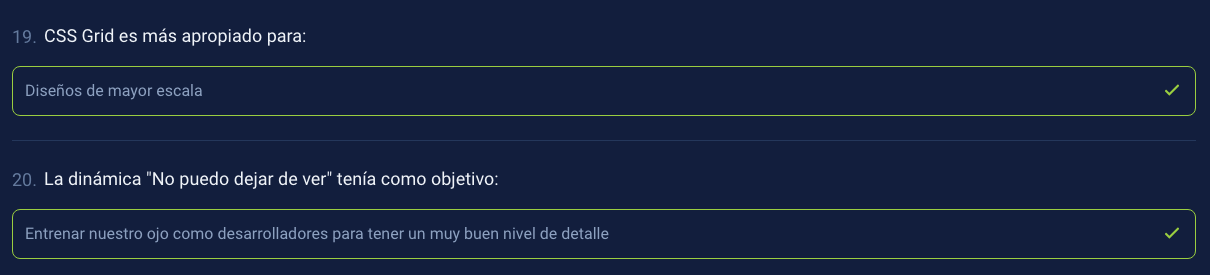 19. CSS Grid es más apropiado para:
Diseños de mayor escala
20. La dinámica "No puedo dejar de ver" tenía como objetivo:
Entrenar nuestro ojo como desarrolladores para tener un muy buen nivel de detalle